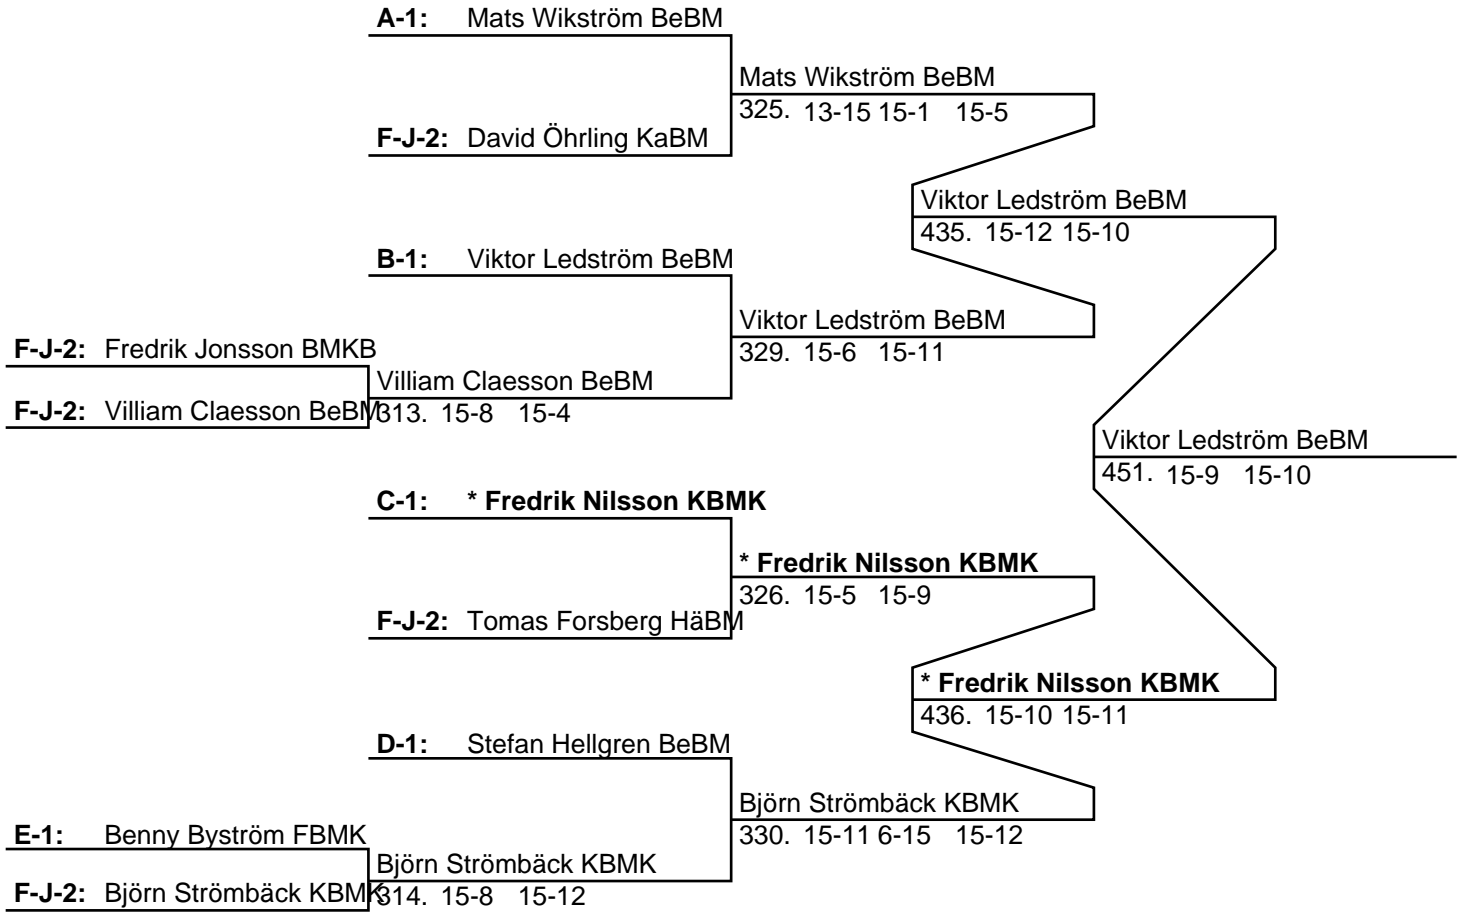 A-1: Mats Wikström BeBM
Mats Wikström BeBM
325. 13-15 15-1 15-5
F-J-2: David Öhrling KaBM
Viktor Ledström BeBM
435. 15-12 15-10
B-1: Viktor Ledström BeBM
Viktor Ledström BeBM
329. 15-6 15-11
F-J-2: Fredrik Jonsson BMKB
Villiam Claesson BeBM
F-J-2: Villiam Claesson BeBM
313. 15-8 15-4
Viktor Ledström BeBM
451. 15-9 15-10
C-1: * Fredrik Nilsson KBMK
* Fredrik Nilsson KBMK
326. 15-5 15-9
F-J-2: Tomas Forsberg HäBM
* Fredrik Nilsson KBMK
436. 15-10 15-11
D-1: Stefan Hellgren BeBM
Björn Strömbäck KBMK
330. 15-11 6-15 15-12
E-1: Benny Byström FBMK
Björn Strömbäck KBMK
F-J-2: Björn Strömbäck KBMK
314. 15-8 15-12